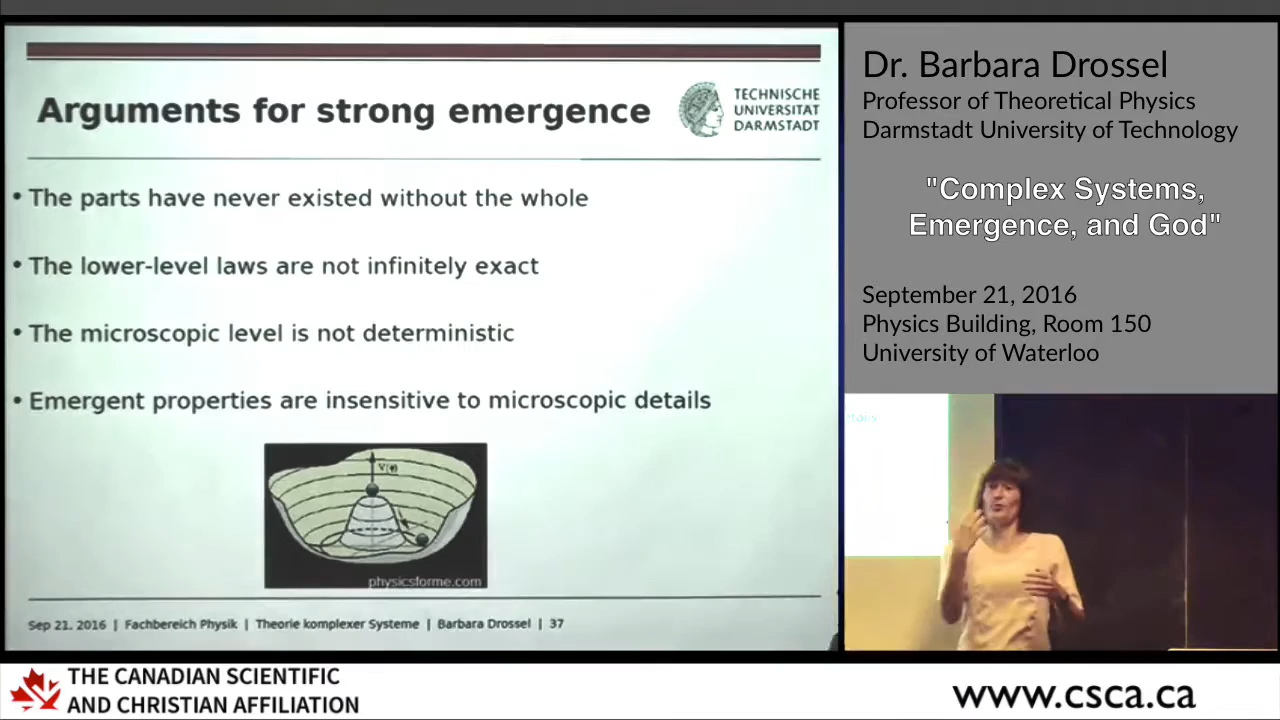 Arguments for strong emergence
TECHNISCHE
UNIVERSITAT
DARMSTADT
• The parts have never existed without the whole
• The lower-level laws are not infinitely exact
• The microscopic level is not deterministic
• Emergent properties are insensitive to microscopic details
physicsforme.com
Sep 21. 2016 | Fachbereich Physik | Theorie komplexer Systeme | Barbara Drossel | 37
Dr. Barbara Drossel
Professor of Theoretical Physics
Darmstadt University of Technology
"Complex Systems,
Emergence, and God"
September 21, 2016
Physics Building, Room 150
University of Waterloo
THE CANADIAN SCIENTIFIC
AND CHRISTIAN AFFILIATION
www.csca.ca